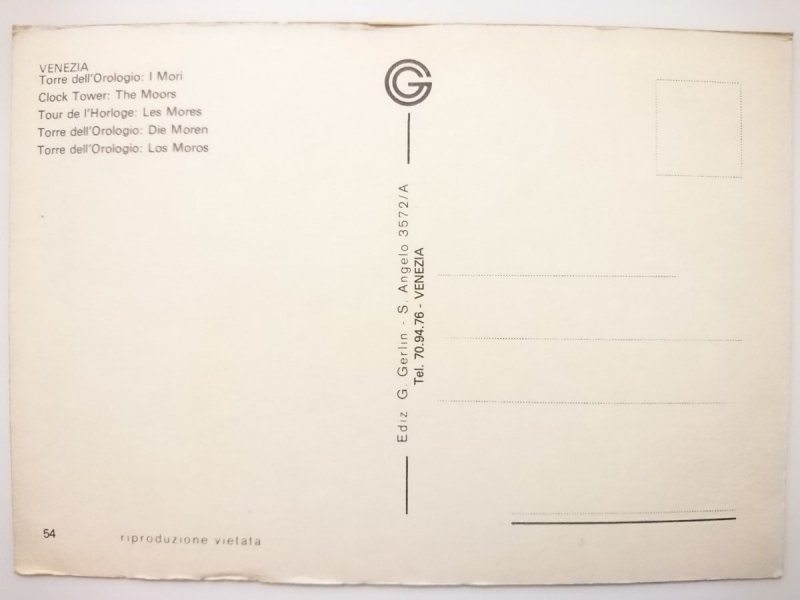 VENEZIA
Torre dell'Orologio: I Mori
Clock Tower: The Moors
Tour de l'Horloge: Les Mores
Torre dell'Orologio: Die Moren
Torre dell'Orologio: Los Moros
G
Ediz G. Gerlin - S. Angelo 3572/A
Tel. 70.94.76 - VENEZIA
54
riproduzione vietata